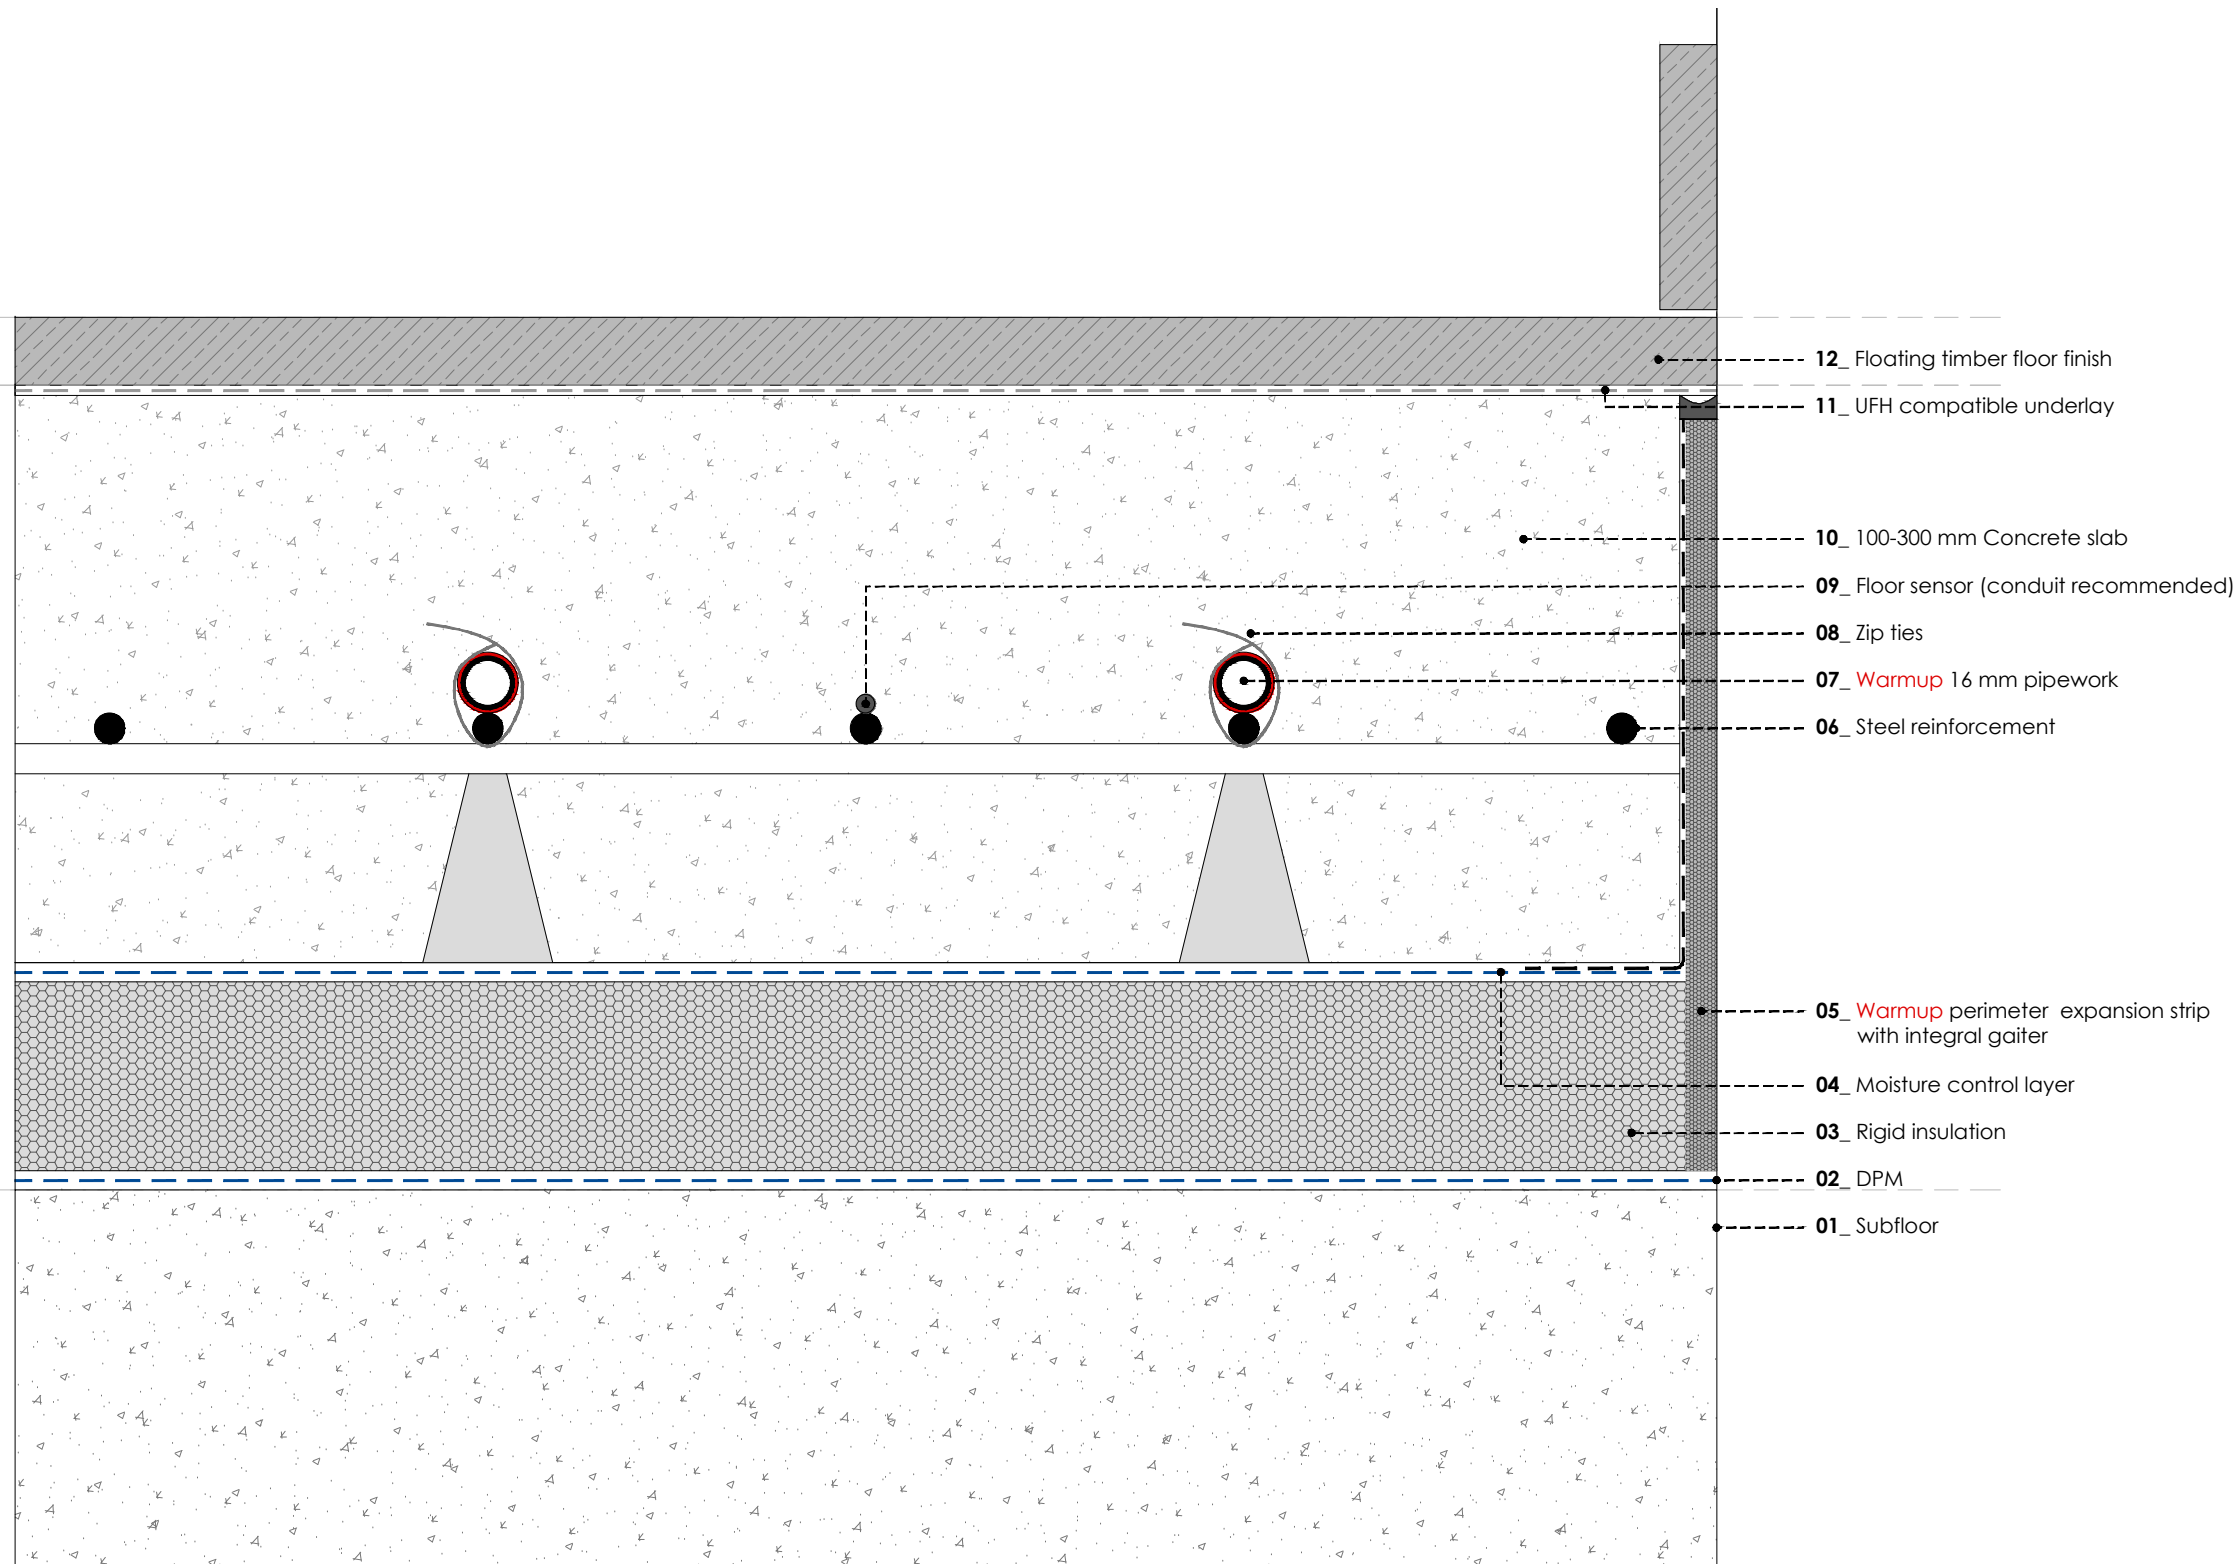 12_ Floating timber floor finish
11_ UFH compatible underlay
10_ 100-300 mm Concrete slab
09_ Floor sensor (conduit recommended)
08_ Zip ties
07_ Warmup 16 mm pipework
06_ Steel reinforcement
05_ Warmup perimeter expansion strip
with integral gaiter
04_ Moisture control layer
03_ Rigid insulation
02_ DPM
01_ Subfloor